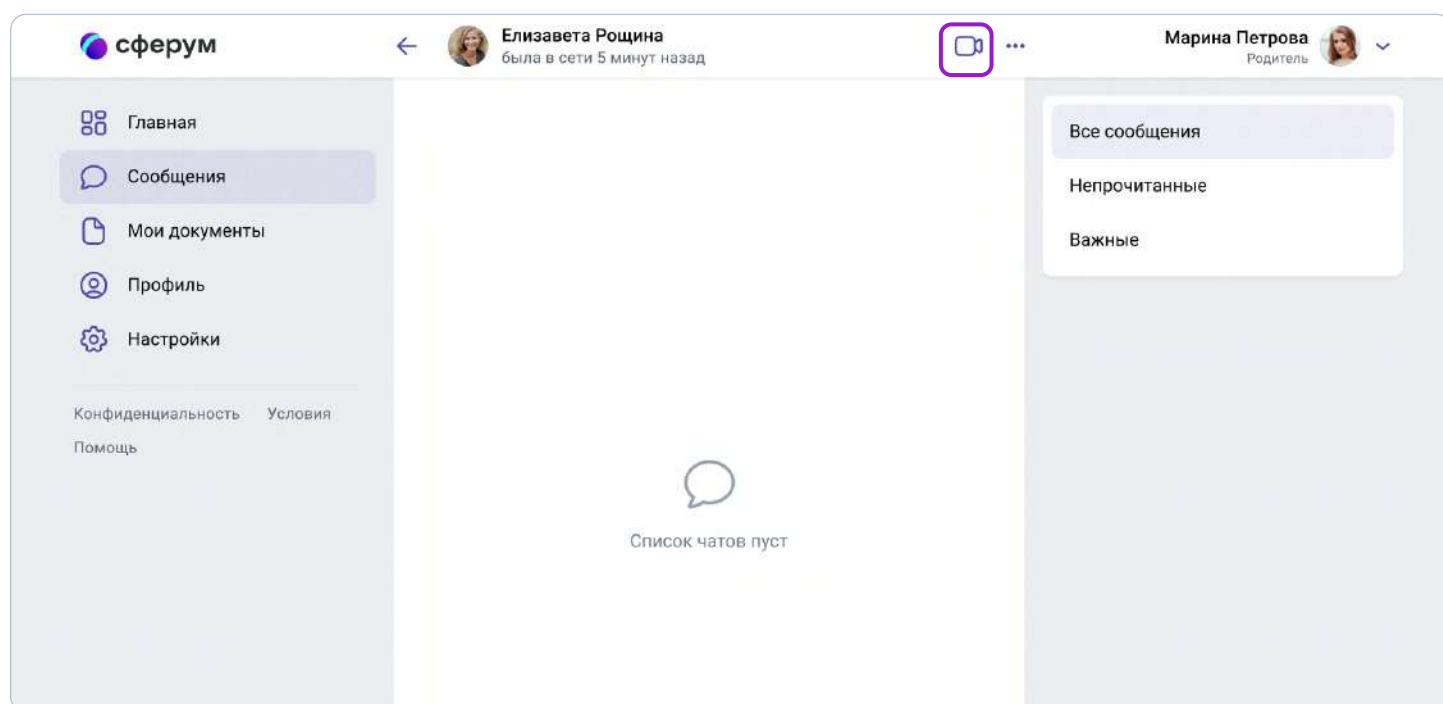 сферум
Елизавета Рощина
была в сети 5 минут назад
Марина Петрова
Родитель
Главная
Сообщения
Мои документы
Профиль
Настройки
Конфиденциальность Условия
Помощь
Список чатов пуст
Все сообщения
Непрочитанные
Важные